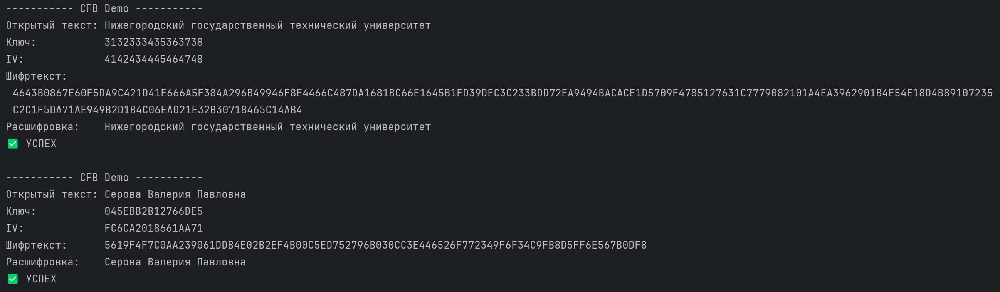 ----------- CFB Demo -----------
Открытый текст: Нижегородский государственный технический университет
Ключ:           3132333435363738
IV:             4142434445464748
Шифртекст:
4643B0867E60F5DA9C421D41E666A5F384A296B49946F8E4466C487DA1681BC66E1645B1FD39DEC3C233BDD72EA9494BACACE1D5709F4785127631C7779082101A4EA3962901B4E54E18D4B89107235
C2C1F5DA71AE949B2D1B4C06EA021E32B30718465C14AB4
Расшифровка:    Нижегородский государственный технический университет
✅ УСПЕХ
----------- CFB Demo -----------
Открытый текст: Серова Валерия Павловна
Ключ:           045EBB2B12766DE5
IV:             FC6CA2018661AA71
Шифртекст:      5619F4F7C0AA239061DDB4E02B2EF4B00C5ED752796B030CC3E446526F772349F6F34C9FB8D5FF6E567B0DF8
Расшифровка:    Серова Валерия Павловна
✅ УСПЕХ